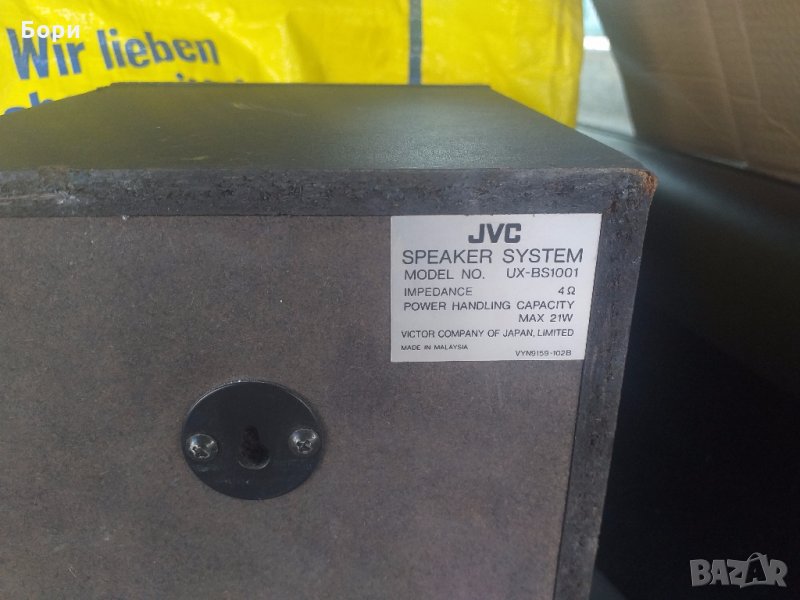 Бори
Wir lieben
JVC
SPEAKER SYSTEM
MODEL NO. UX-BS1001
IMPEDANCE 4Ω
POWER HANDLING CAPACITY
MAX 21W
VICTOR COMPANY OF JAPAN, LIMITED
MADE IN MALAYSIA VYN9159-102B
BAZAR